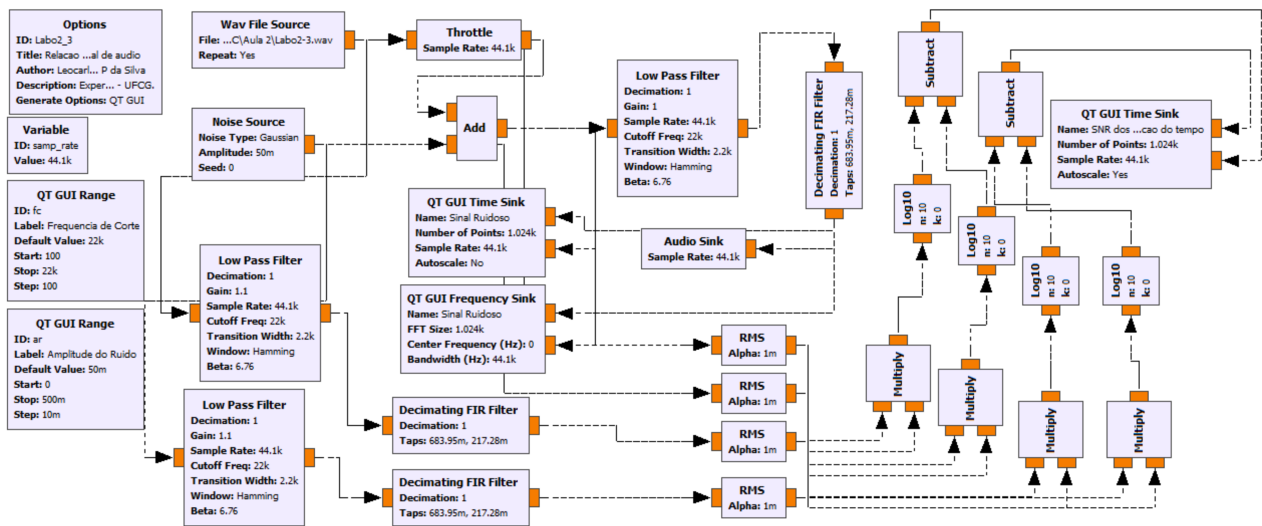 Options
ID: Labo2_3
Title: Relacao ...al de audio
Author: Leocarl... P da Silva
Description: Exper... - UFCG.
Generate Options: QT GUI
Variable
ID: samp_rate
Value: 44.1k
QT GUI Range
ID: fc
Label: Frequencia de Corte
Default Value: 22k
Start: 100
Stop: 22k
Step: 100
QT GUI Range
ID: ar
Label: Amplitude do Ruido
Default Value: 50m
Start: 0
Stop: 500m
Step: 10m
Wav File Source
File: ...C\Aula 2\Labo2-3.wav
Repeat: Yes
Noise Source
Noise Type: Gaussian
Amplitude: 50m
Seed: 0
Low Pass Filter
Decimation: 1
Gain: 1.1
Sample Rate: 44.1k
Cutoff Freq: 22k
Transition Width: 2.2k
Window: Hamming
Beta: 6.76
Low Pass Filter
Decimation: 1
Gain: 1.1
Sample Rate: 44.1k
Cutoff Freq: 22k
Transition Width: 2.2k
Window: Hamming
Beta: 6.76
Throttle
Sample Rate: 44.1k
Add
QT GUI Time Sink
Name: Sinal Ruidoso
Number of Points: 1.024k
Sample Rate: 44.1k
Autoscale: No
QT GUI Frequency Sink
Name: Sinal Ruidoso
FFT Size: 1.024k
Center Frequency (Hz): 0
Bandwidth (Hz): 44.1k
Decimating FIR Filter
Decimation: 1
Taps: 683.95m, 217.28m
Decimating FIR Filter
Decimation: 1
Taps: 683.95m, 217.28m
Low Pass Filter
Decimation: 1
Gain: 1
Sample Rate: 44.1k
Cutoff Freq: 22k
Transition Width: 2.2k
Window: Hamming
Beta: 6.76
Audio Sink
Sample Rate: 44.1k
RMS
Alpha: 1m
RMS
Alpha: 1m
RMS
Alpha: 1m
RMS
Alpha: 1m
Decimating FIR Filter
Decimation: 1
Taps: 683.95m, 217.28m
Subtract
Subtract
Log10
n: 10
k: 0
Log10
n: 10
k: 0
Log10
n: 10
k: 0
Log10
n: 10
k: 0
Multiply
Multiply
Multiply
Multiply
QT GUI Time Sink
Name: SNR dos ...cao do tempo
Number of Points: 1.024k
Sample Rate: 44.1k
Autoscale: Yes